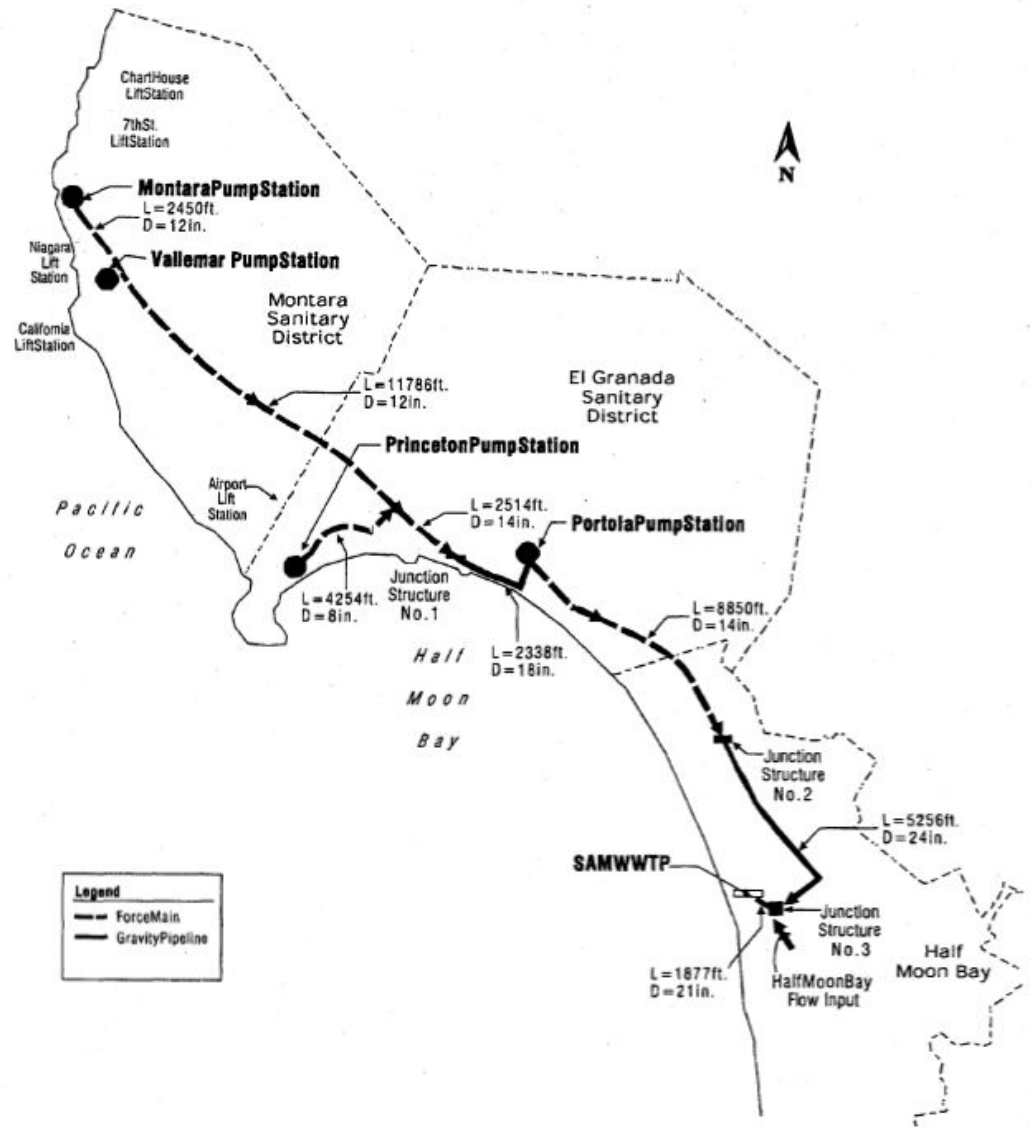 ChartHouse
LiftStation
7thSt.
LiftStation
N
MontaraPumpStation
L=2450ft.
D=12in.
Niagara
Lift
Station
Vallemar PumpStation
Montara
Sanitary
District
California
LiftStation
L=11786ft.
D=12in.
El Granada
Sanitary
District
PrincetonPumpStation
Airport
Lift
Station
Pacific
Ocean
L=2514ft.
D=14in.
PortolaPumpStation
L=4254ft.
D=8in.
Junction
Structure
No.1
L=8850ft.
D=14in.
L=2338ft.
D=18in.
Half
Moon
Bay
Junction
Structure
No.2
L=5256ft.
D=24in.
SAMWWTP
Junction
Structure
No.3
L=1877ft.
D=21in.
HalfMoonBay
Flow Input
Half
Moon Bay
Legend
ForceMain
GravityPipeline